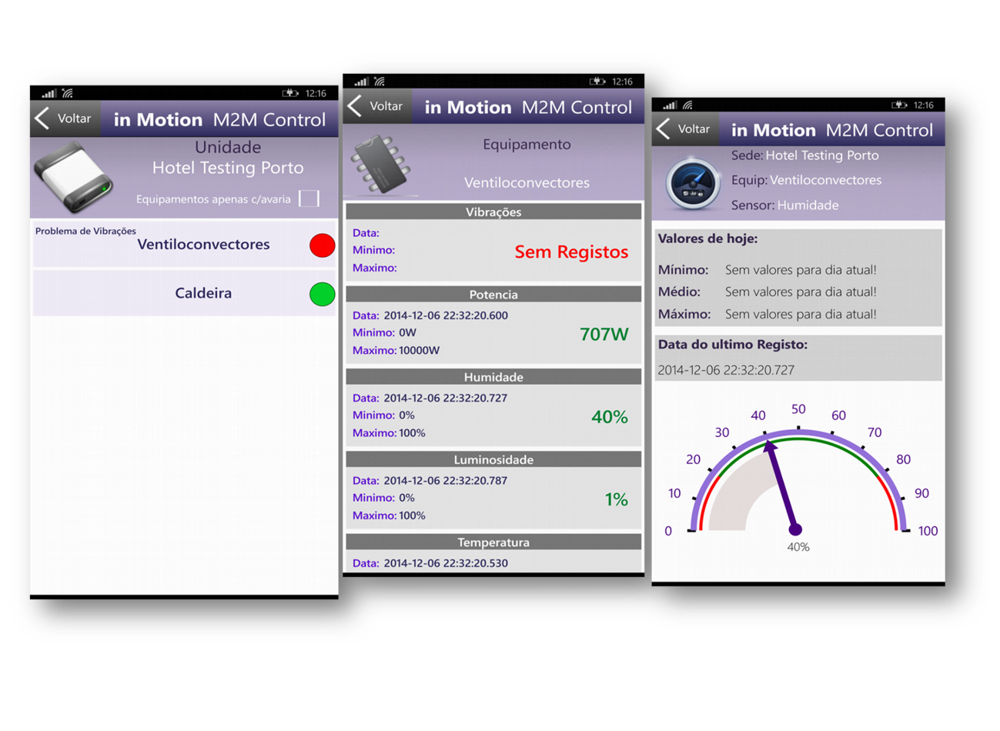 12:16
Voltar
in Motion M2M Control
Unidade
Hotel Testing Porto
Equipamentos apenas c/avaria
Problema de Vibrações
Ventiloconvectores
Caldeira
12:16
Voltar
in Motion M2M Control
Equipamento
Ventiloconvectores
Vibrações
Data:
Minimo:
Maximo:
Sem Registos
Potencia
Data: 2014-12-06 22:32:20.600
Minimo: 0W
Maximo: 10000W
707W
Humidade
Data: 2014-12-06 22:32:20.727
Minimo: 0%
Maximo: 100%
40%
Luminosidade
Data: 2014-12-06 22:32:20.787
Minimo: 0%
Maximo: 100%
1%
Temperatura
Data: 2014-12-06 22:32:20.530
12:16
Voltar
in Motion M2M Control
Sede: Hotel Testing Porto
Equip: Ventiloconvectores
Sensor: Humidade
Valores de hoje:
Mínimo: Sem valores para dia atual!
Médio: Sem valores para dia atual!
Máximo: Sem valores para dia atual!
Data do ultimo Registo:
2014-12-06 22:32:20.727
0
10
20
30
40
50
60
70
80
90
100
40%